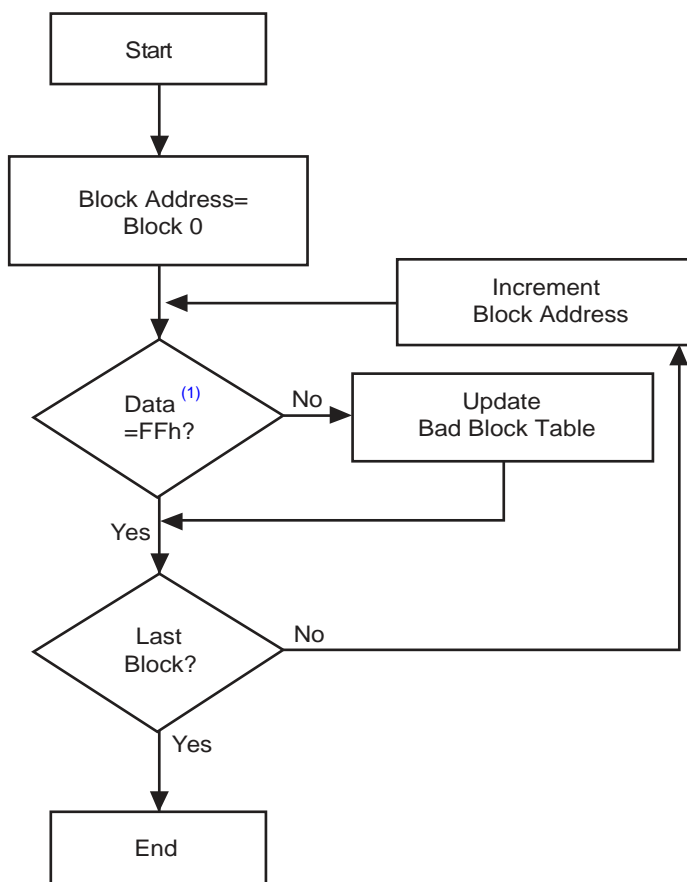 Start
Block Address=
Block 0
Increment
Block Address
Data (1)
=FFh?
No
Update
Bad Block Table
Yes
Last
Block?
No
Yes
End